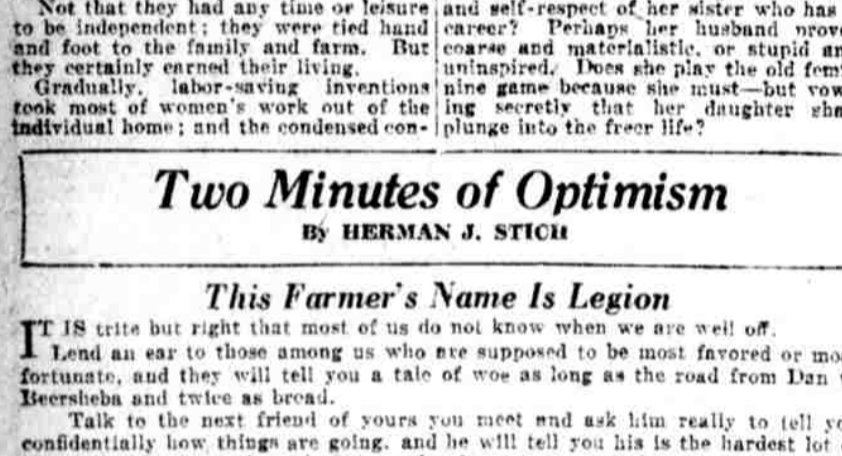 Not that they had any time or leisure
to be independent; they were tied hand
and foot to the family and farm. But
they certainly earned their living.
Gradually, labor-saving inventions
took most of women's work out of the
individual home; and the condensed con-
and self-respect of her sister who has
career? Perhaps her husband prov
coarse and materialistic, or stupid an
uninspired. Does she play the old fem
nine game because she must—but vow
ing secretly that her daughter sha
plunge into the freer life?
Two Minutes of Optimism
By HERMAN J. STICH
This Farmer's Name Is Legion
IT IS trite but right that most of us do not know when we are well off.
Lend an ear to those among us who are supposed to be most favored or mo
fortunate, and they will tell you a tale of woe as long as the road from Dan
Beersheba and twice as broad.
Talk to the next friend of yours you meet and ask him really to tell yo
confidentially how things are going, and he will tell you his is the hardest lot